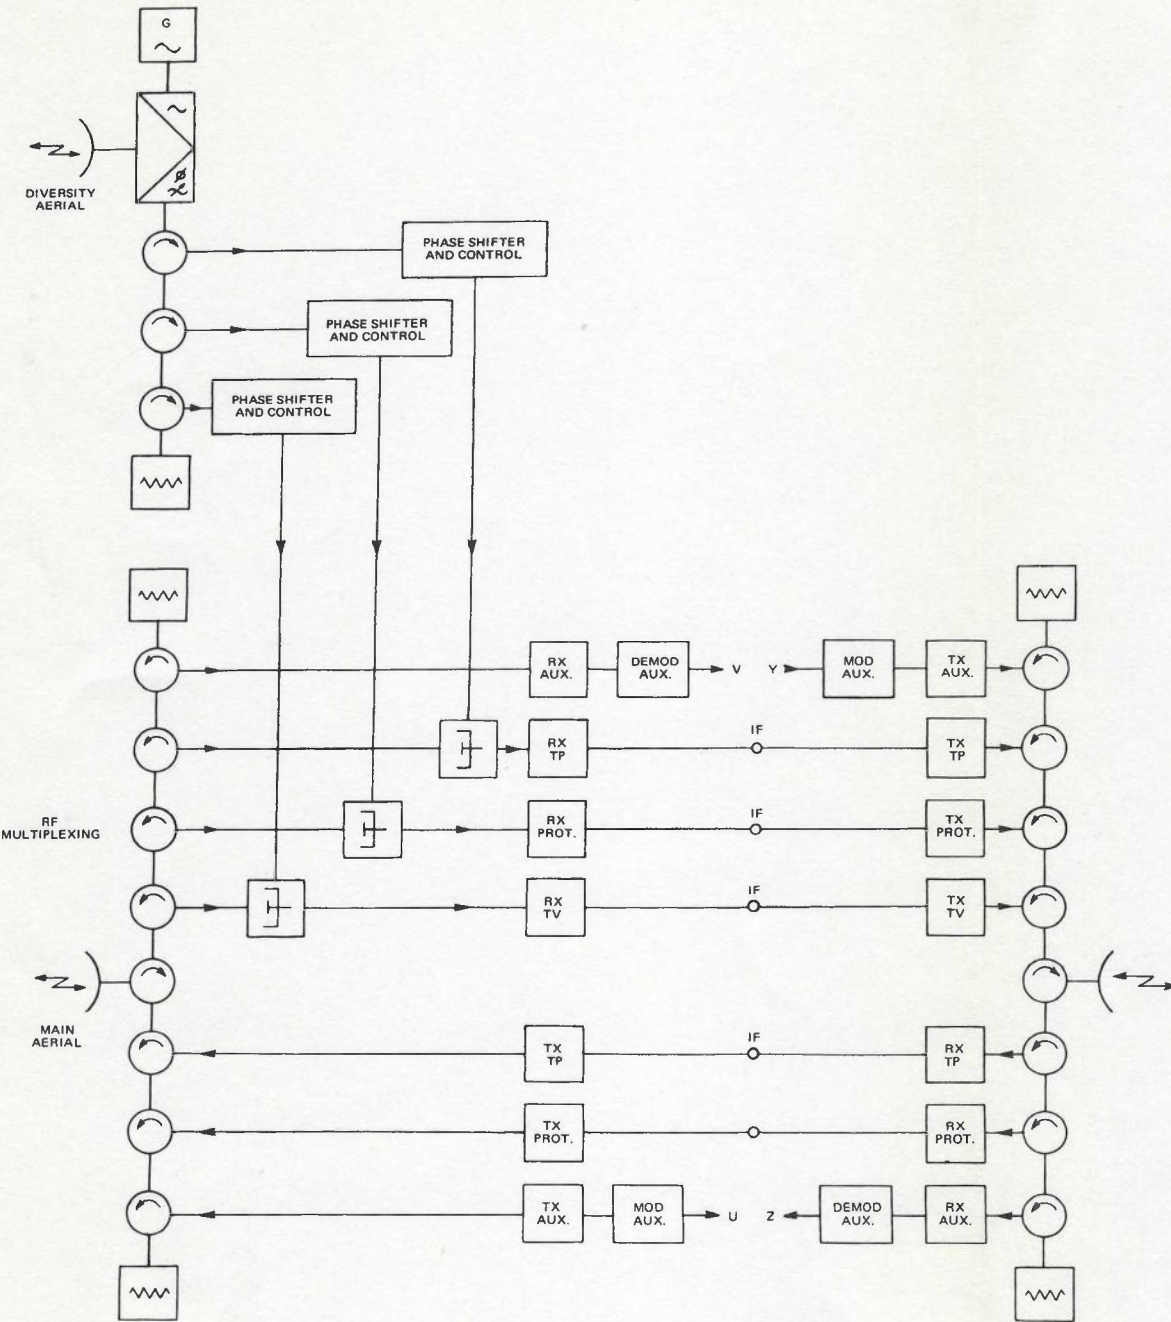 G
DIVERSITY
AERIAL
PHASE SHIFTER
AND CONTROL
PHASE SHIFTER
AND CONTROL
PHASE SHIFTER
AND CONTROL
RX
AUX.
DEMOD
AUX.
V
Y
MOD
AUX.
TX
AUX.
RX
TP
IF
TX
TP
RF
MULTIPLEXING
RX
PROT.
IF
TX
PROT.
RX
TV
IF
TX
TV
MAIN
AERIAL
TX
TP
IF
RX
TP
TX
PROT.
RX
PROT.
TX
AUX.
MOD
AUX.
U
Z
DEMOD
AUX.
RX
AUX.